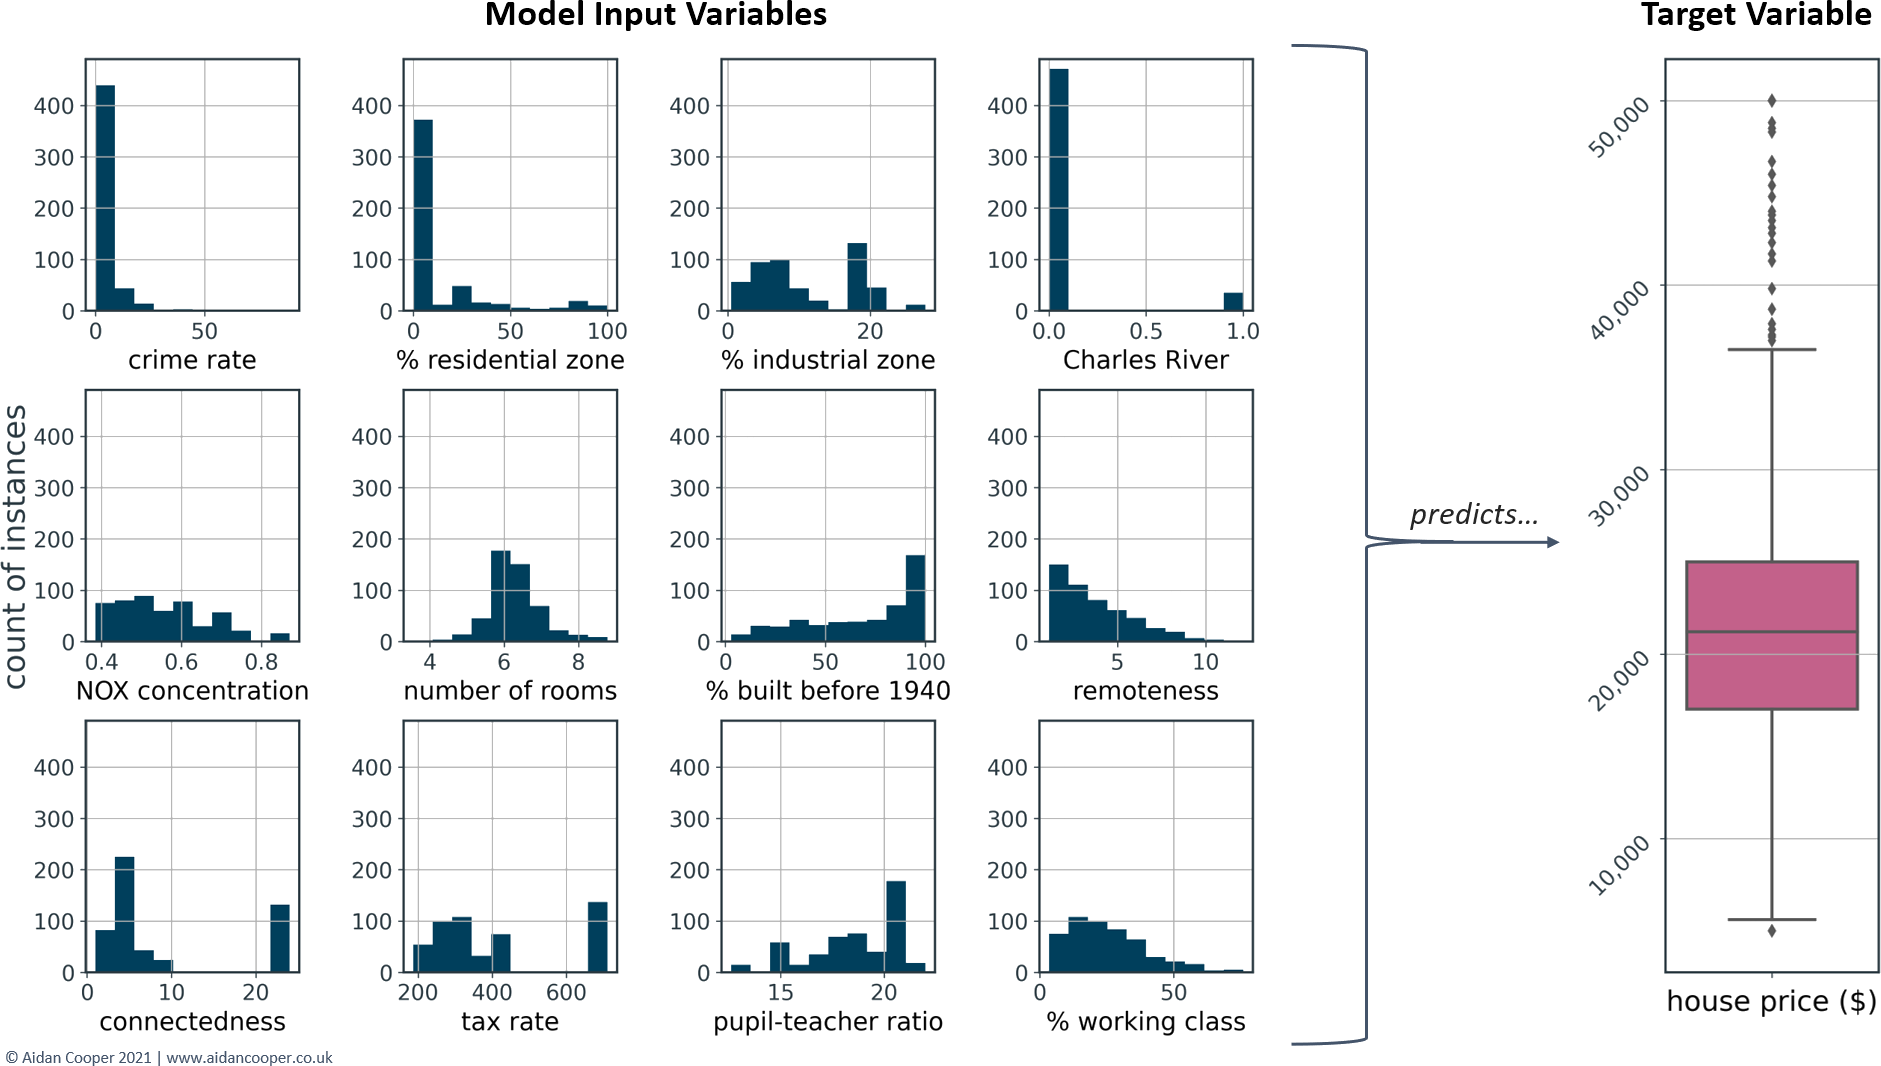 Model Input Variables
Target Variable
count of instances
400
300
200
100
0
0 50
crime rate
400
300
200
100
0
0 50 100
% residential zone
400
300
200
100
0
0 20
% industrial zone
400
300
200
100
0
0.0 0.5 1.0
Charles River
400
300
200
100
0
0.4 0.6 0.8
NOX concentration
400
300
200
100
0
4 6 8
number of rooms
400
300
200
100
0
0 50 100
% built before 1940
400
300
200
100
0
5 10
remoteness
400
300
200
100
0
0 10 20
connectedness
400
300
200
100
0
200 400 600
tax rate
400
300
200
100
0
15 20
pupil-teacher ratio
400
300
200
100
0
0 50
% working class
predicts...
50,000
40,000
30,000
20,000
10,000
house price ($)
© Aidan Cooper 2021 | www.aidancooper.co.uk